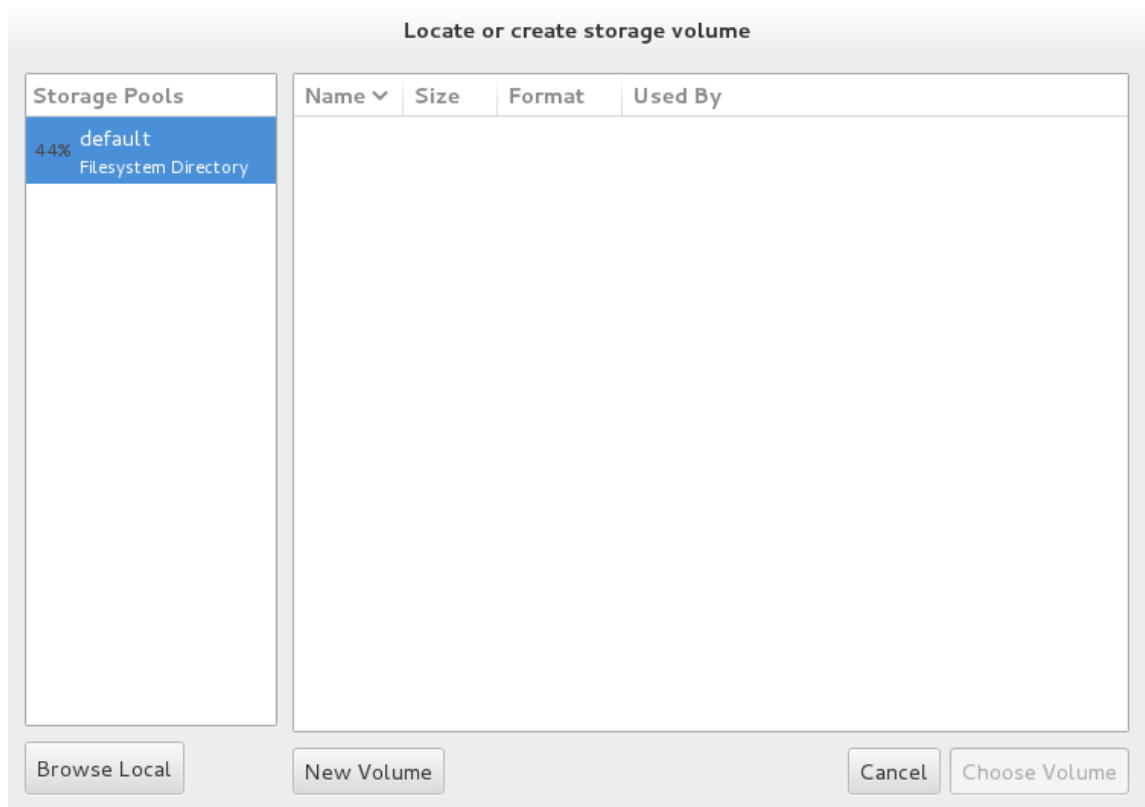 Locate or create storage volume
Storage Pools
Name Size Format Used By
44% default
Filesystem Directory
Browse Local
New Volume
Cancel
Choose Volume